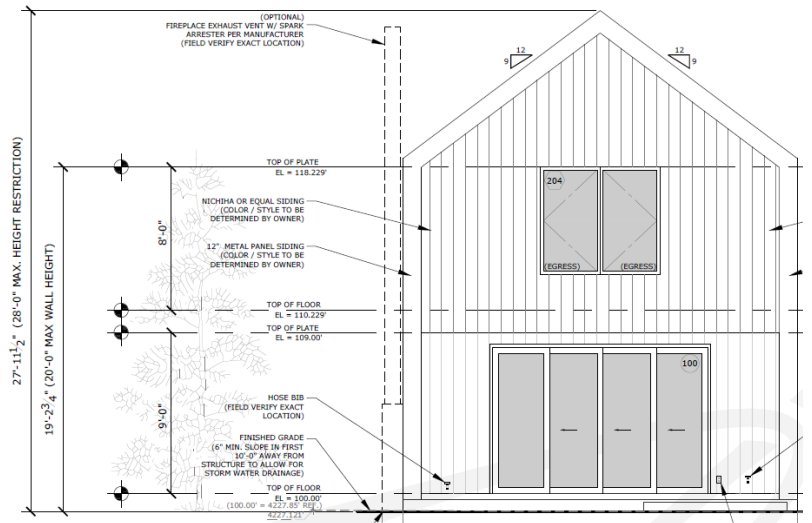 (OPTIONAL)
FIREPLACE EXHAUST VENT W/ SPARK
ARRESTER PER MANUFACTURER
(FIELD VERIFY EXACT LOCATION)
12
9
12
9
27'-11 1/2" (28'-0" MAX. HEIGHT RESTRICTION)
19'-2 3/4" (20'-0" MAX WALL HEIGHT)
TOP OF PLATE
EL = 118.229'
8'-0"
204
NICHIHA OR EQUAL SIDING
(COLOR / STYLE TO BE
DETERMINED BY OWNER)
12" METAL PANEL SIDING
(COLOR / STYLE TO BE
DETERMINED BY OWNER)
(EGRESS)
(EGRESS)
TOP OF FLOOR
EL = 110.229'
TOP OF PLATE
EL = 109.00'
9'-0"
100
HOSE BIB
(FIELD VERIFY EXACT
LOCATION)
FINISHED GRADE
(6" MIN. SLOPE IN FIRST
10'-0" AWAY FROM
STRUCTURE TO ALLOW FOR
STORM WATER DRAINAGE)
TOP OF FLOOR
EL = 100.00'
(100.00' = 4227.85' REF.)
4227.121'